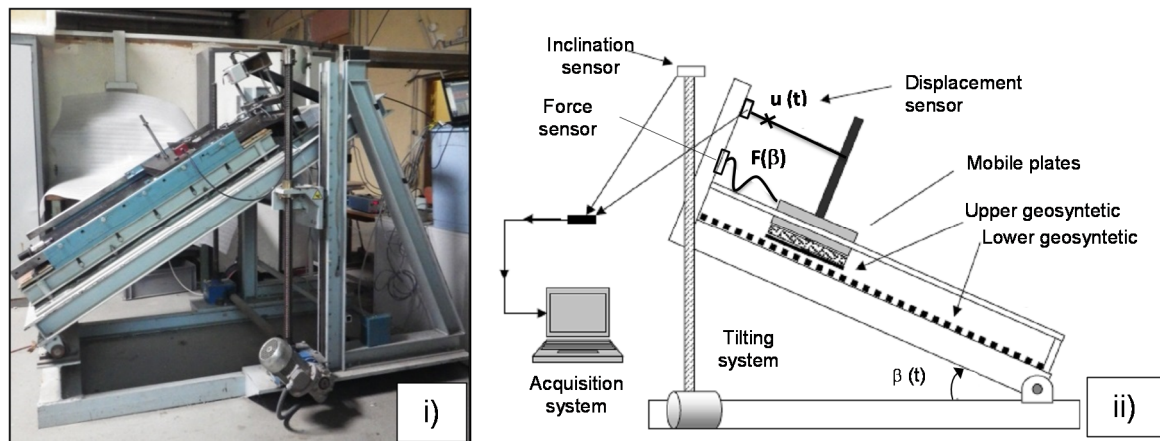 i)
Inclination
sensor
Force
sensor
u (t)
Displacement
sensor
F(β)
Mobile plates
Upper geosyntetic
Lower geosyntetic
Tilting
system
Acquisition
system
β (t)
ii)